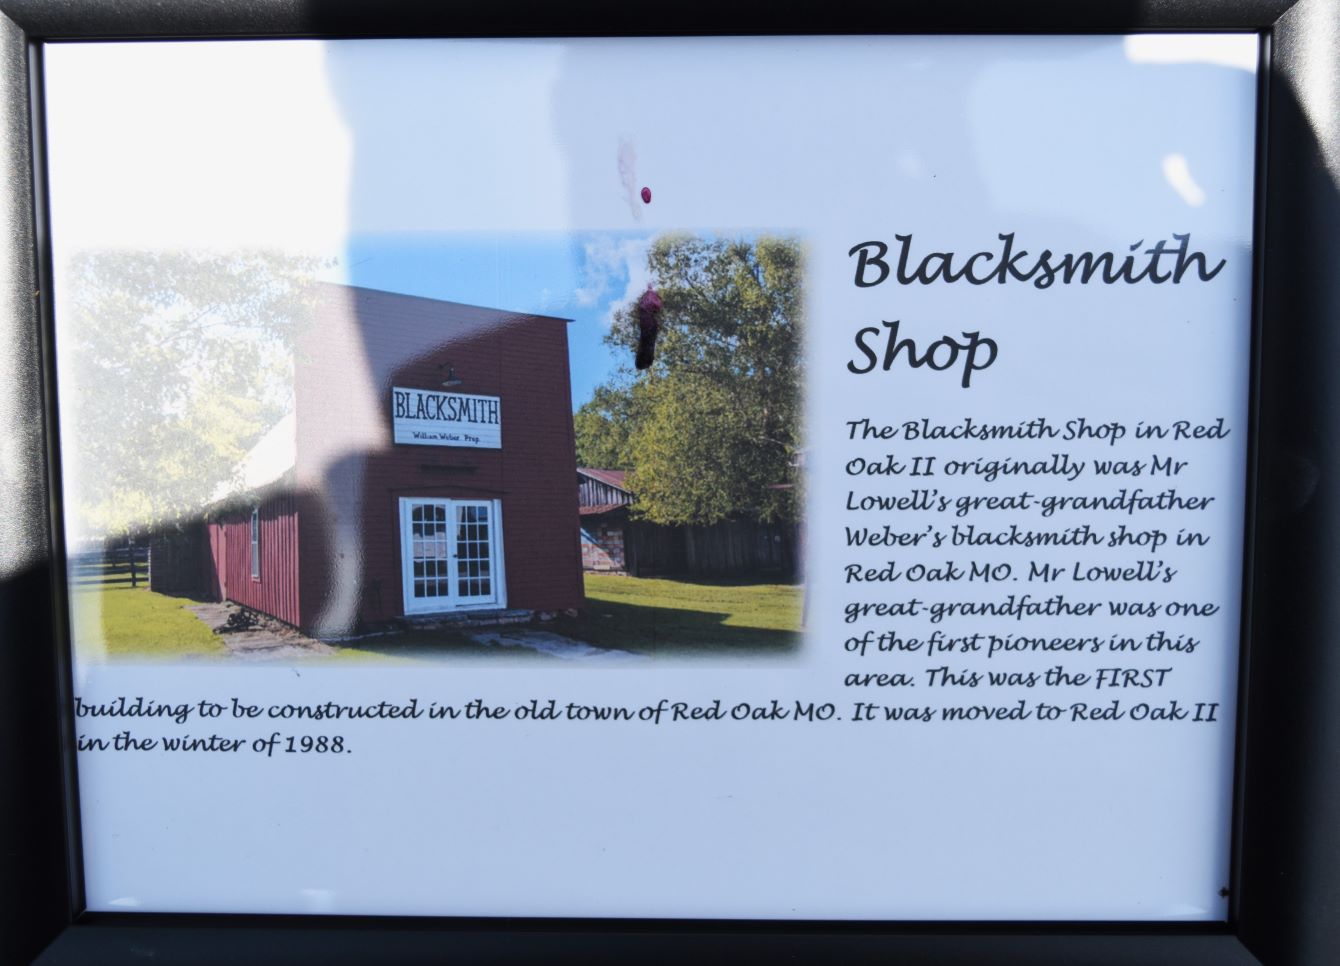 Blacksmith
Shop
BLACKSMITH
William Weber. Prop.
The Blacksmith Shop in Red
Oak II originally was Mr
Lowell's great-grandfather
Weber's blacksmith shop in
Red Oak MO. Mr Lowell's
great-grandfather was one
of the first pioneers in this
area. This was the FIRST
building to be constructed in the old town of Red Oak MO. It was moved to Red Oak II
in the winter of 1988.